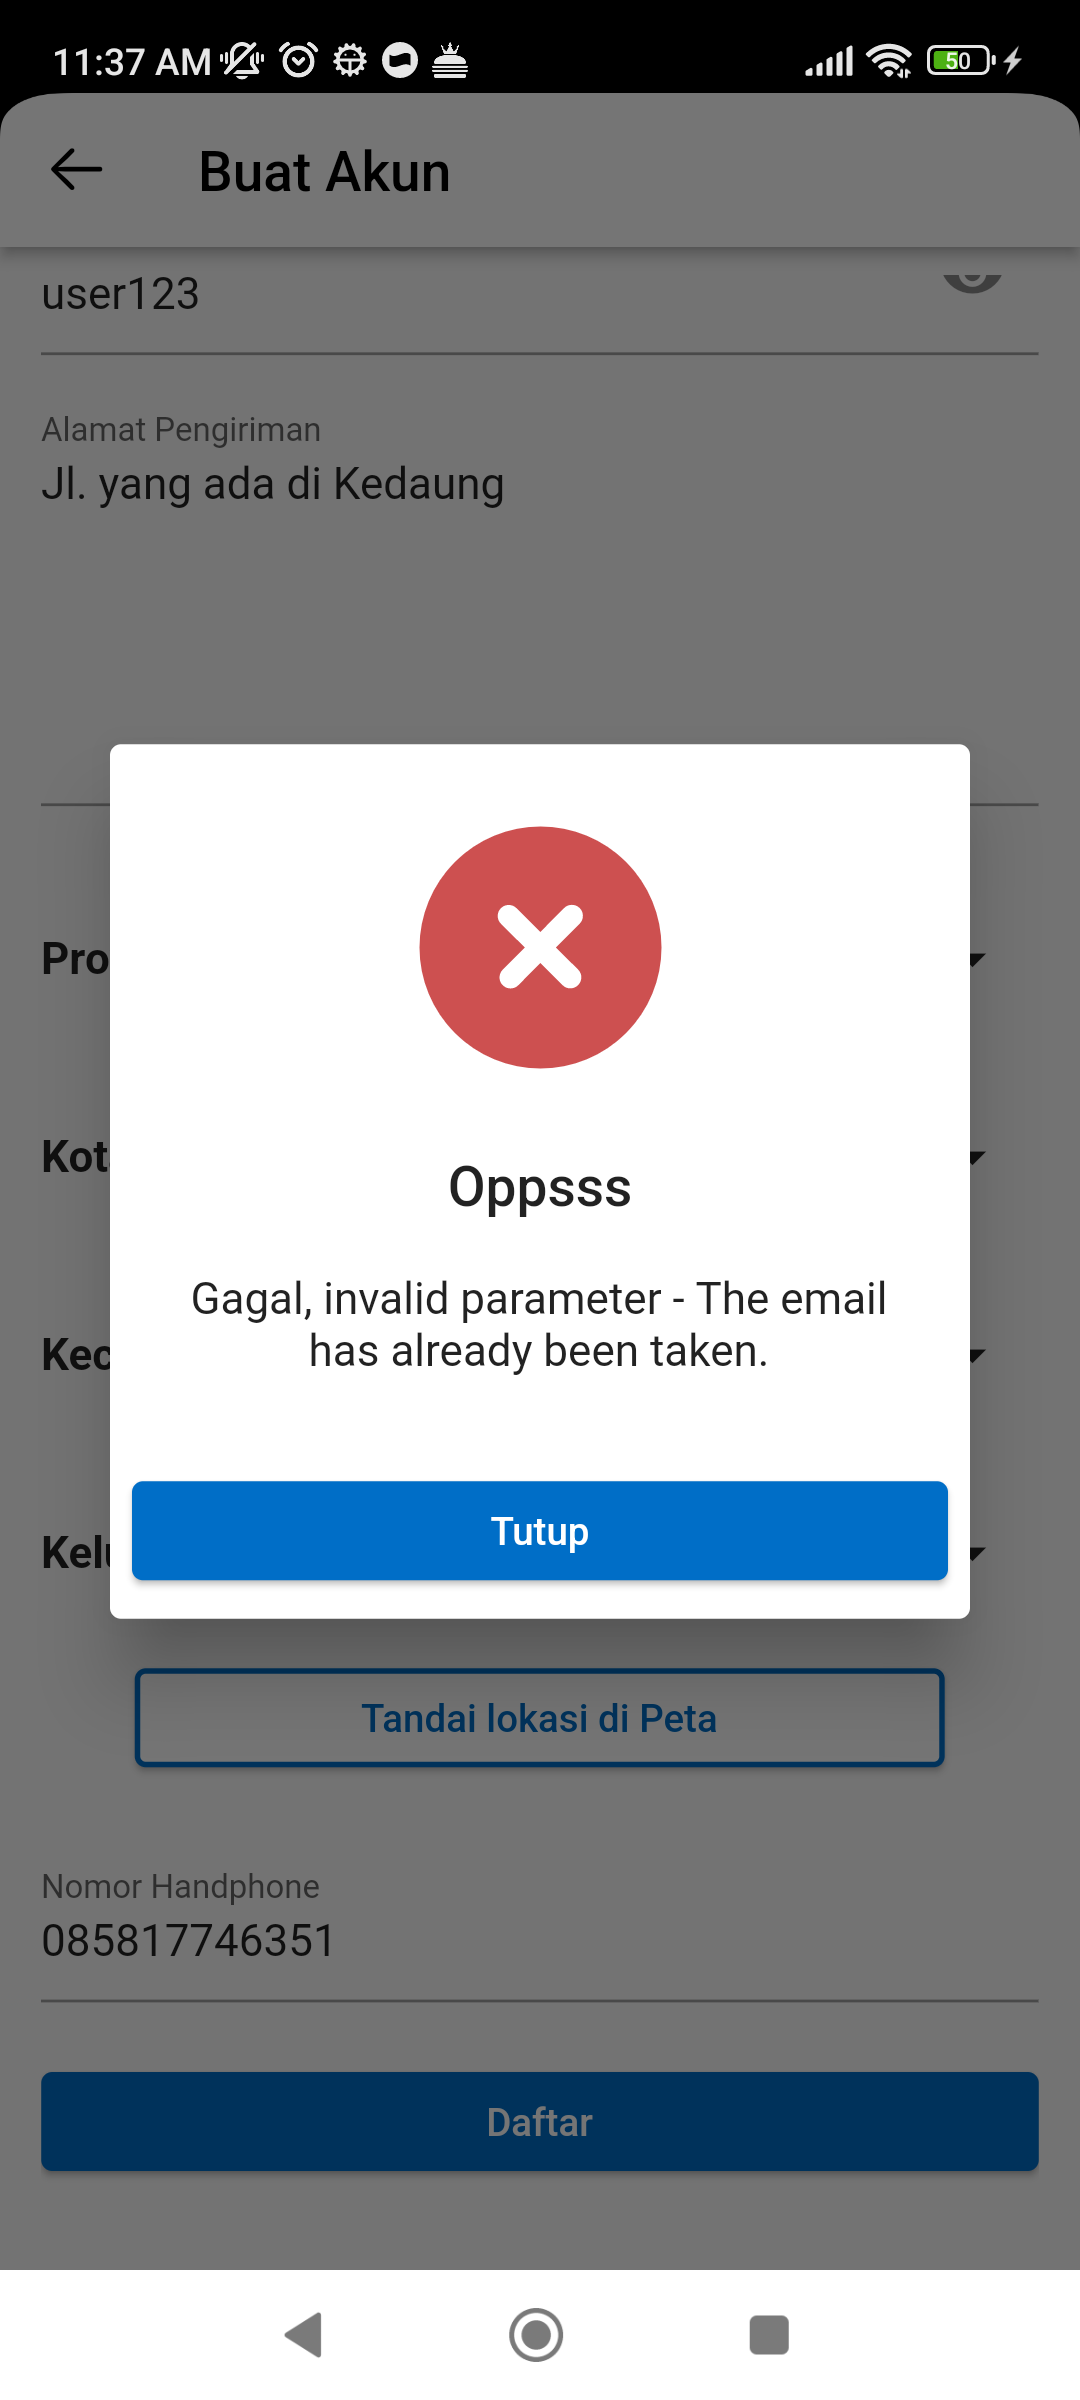 11:37 AM
50
Buat Akun
user123
Alamat Pengiriman
Jl. yang ada di Kedaung
Pro
Kot
Kec
Kelu
Oppsss
Gagal, invalid parameter - The email
has already been taken.
Tutup
Tandai lokasi di Peta
Nomor Handphone
085817746351
Daftar